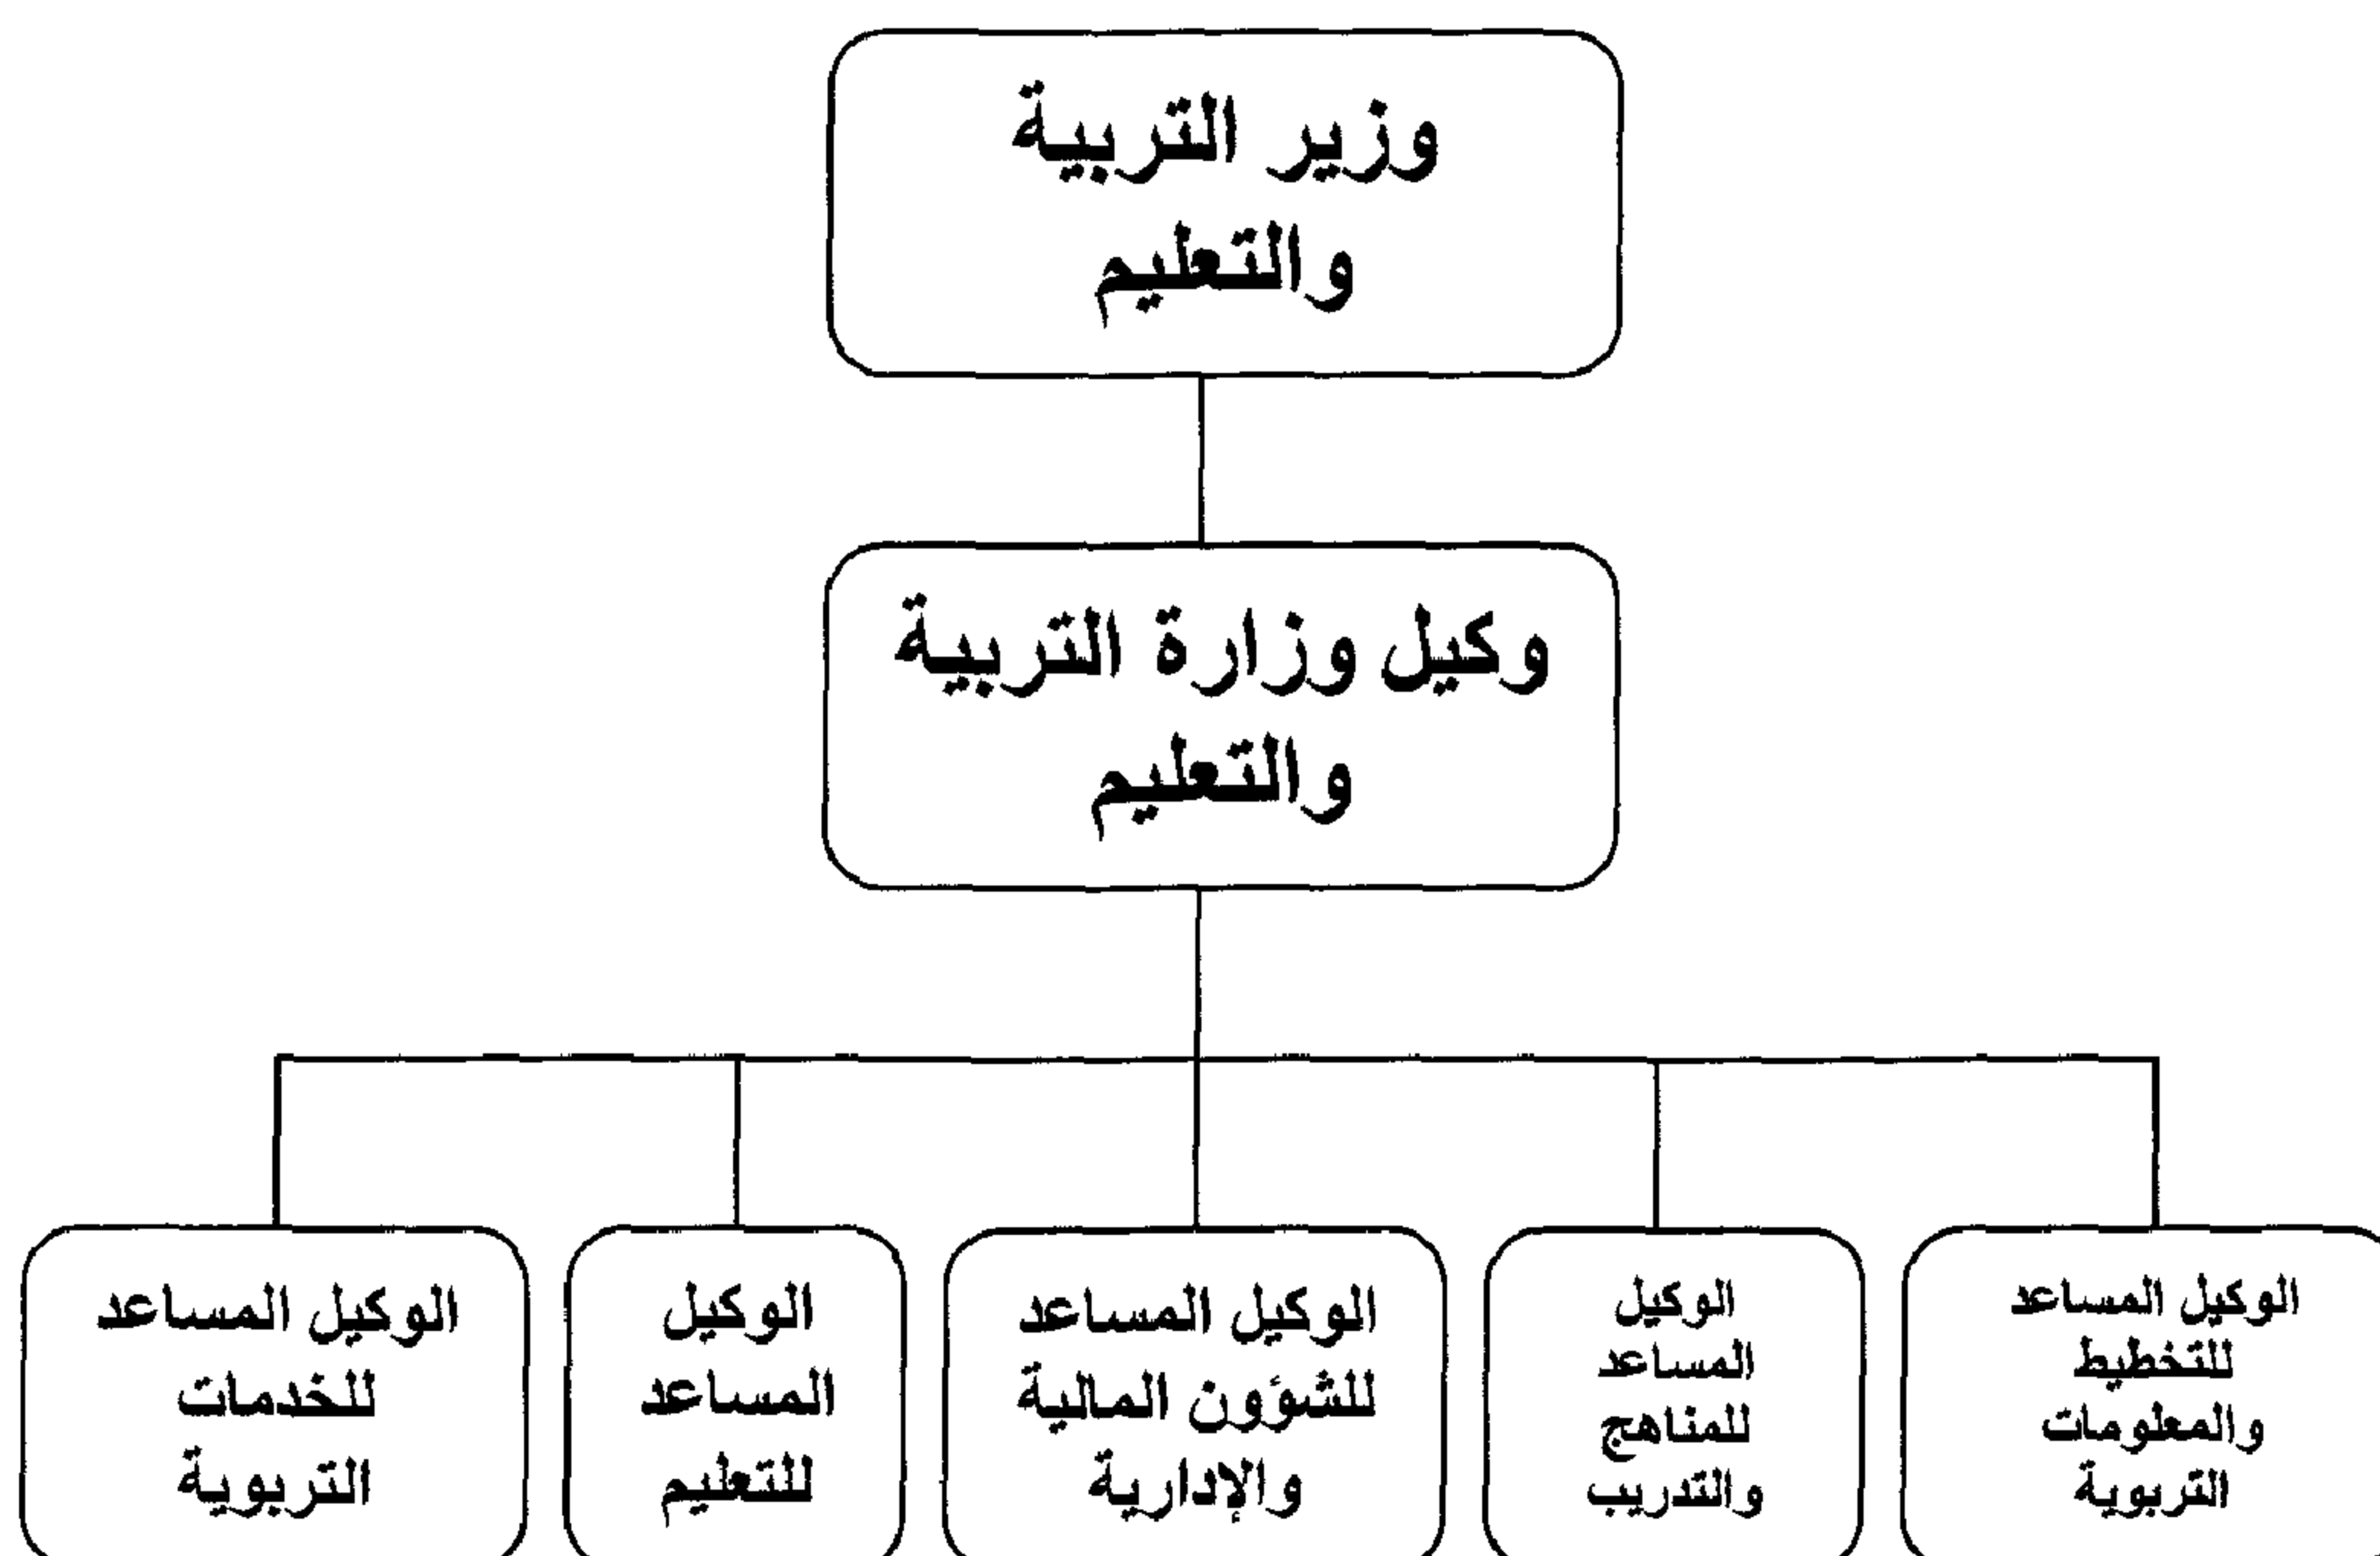 وزير التربية
والتعليم
وكيل وزارة التربية
والتعليم
الوكيل المساعد
للتخطيط
والمعلومات
التربوية
الوكيل
المساعد
للمناهج
والتدريب
الوكيل المساعد
للشؤون المالية
والإدارية
الوكيل
المساعد
للتعليم
الوكيل المساعد
للخدمات
التربوية